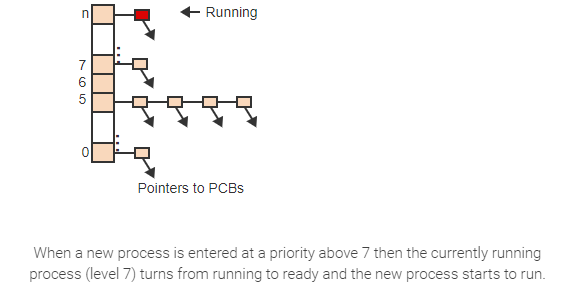 n
Running
7
6
5
0
Pointers to PCBs
When a new process is entered at a priority above 7 then the currently running
process (level 7) turns from running to ready and the new process starts to run.